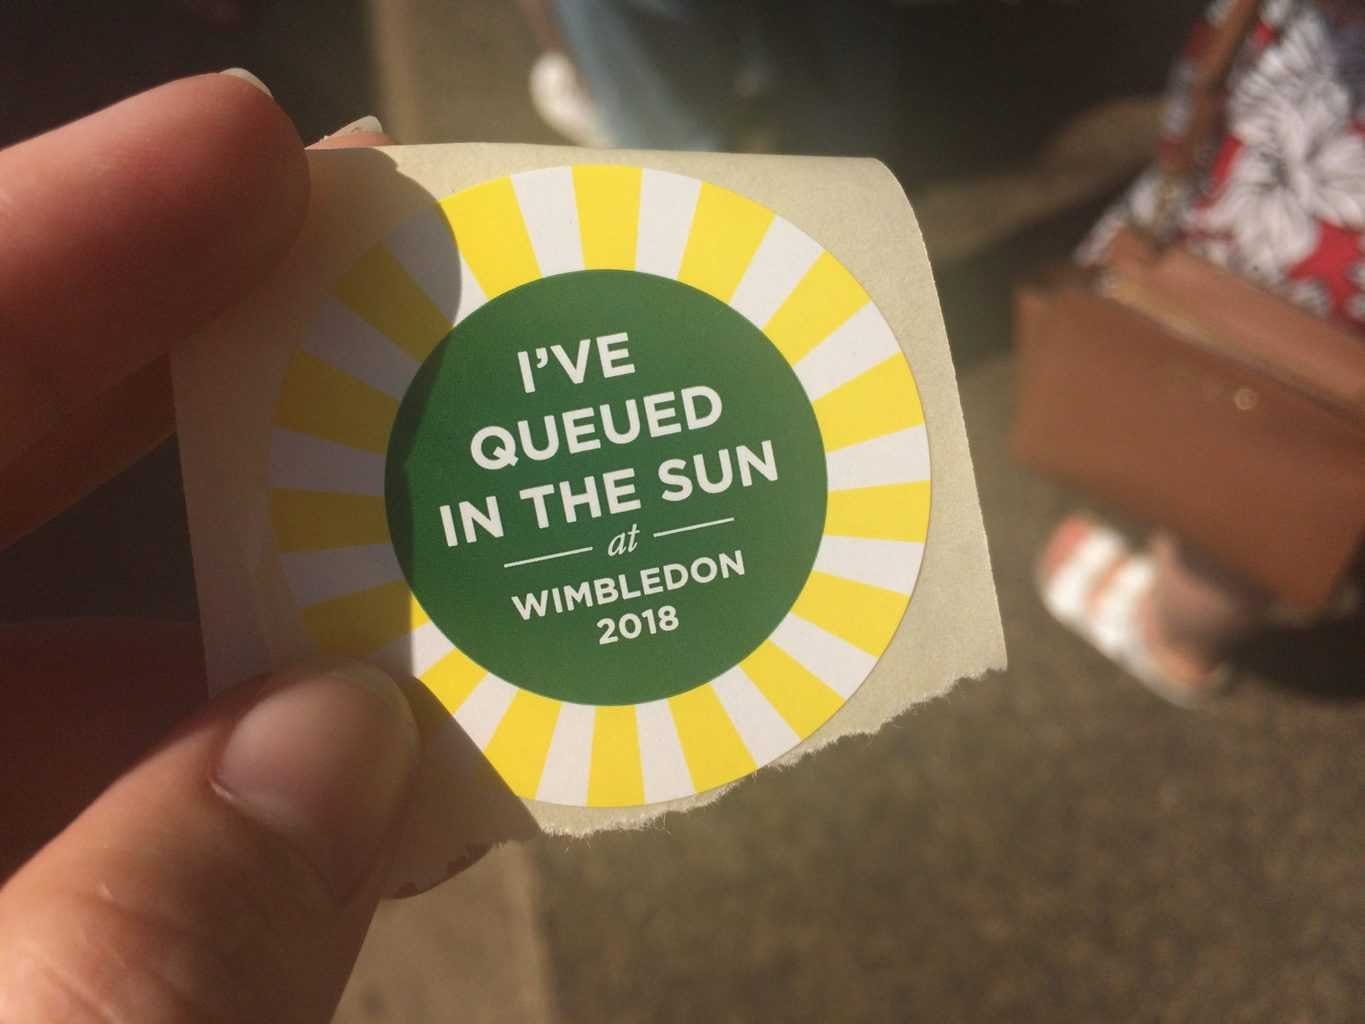 I'VE
QUEUED
IN THE SUN
at
WIMBLEDON
2018